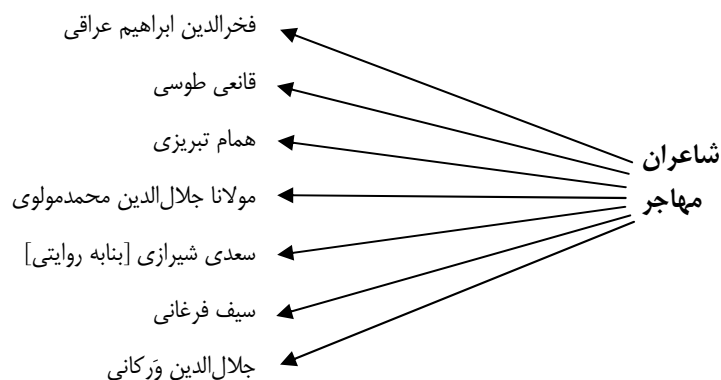 شاعران
مهاجر
فخرالدین ابراهیم عراقی
قانعی طوسی
همام تبریزی
مولانا جلال‌الدین محمدمولوی
سعدی شیرازی [بنابه روایتی]
سیف فرغانی
جلال‌الدین وَرکانی